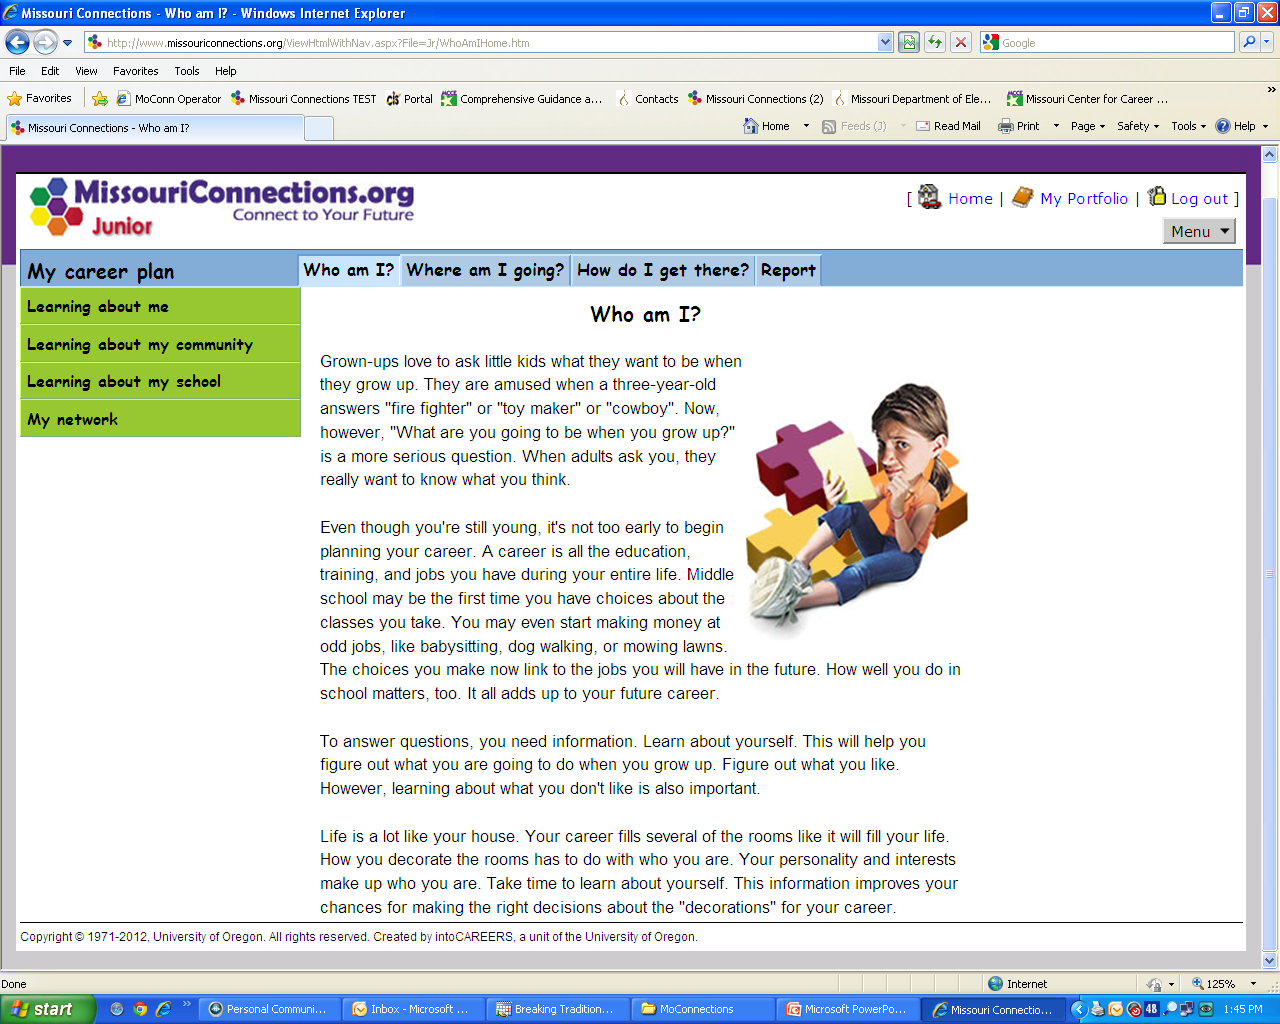 Missouri Connections - Who am I? - Windows Internet Explorer
http://www.missouriconnections.org/ViewHtmlWithNav.aspx?File=Jr/WhoAmIHome.htm
Google
File Edit View Favorites Tools Help
Favorites MoConn Operator Missouri Connections TEST Portal Comprehensive Guidance a... Contacts Missouri Connections (2) Missouri Department of Ele... Missouri Center for Career ... »
Missouri Connections - Who am I? Home Feeds (J) Read Mail Print Page Safety Tools Help
MissouriConnections.org
Connect to Your Future
Junior
[ Home | My Portfolio | Log out ]
Menu
My career plan Who am I? Where am I going? How do I get there? Report
Learning about me
Learning about my community
Learning about my school
My network
Who am I?
Grown-ups love to ask little kids what they want to be when
they grow up. They are amused when a three-year-old
answers "fire fighter" or "toy maker" or "cowboy". Now,
however, "What are you going to be when you grow up?"
is a more serious question. When adults ask you, they
really want to know what you think.
Even though you're still young, it's not too early to begin
planning your career. A career is all the education,
training, and jobs you have during your entire life. Middle
school may be the first time you have choices about the
classes you take. You may even start making money at
odd jobs, like babysitting, dog walking, or mowing lawns.
The choices you make now link to the jobs you will have in the future. How well you do in
school matters, too. It all adds up to your future career.
To answer questions, you need information. Learn about yourself. This will help you
figure out what you are going to do when you grow up. Figure out what you like.
However, learning about what you don't like is also important.
Life is a lot like your house. Your career fills several of the rooms like it will fill your life.
How you decorate the rooms has to do with who you are. Your personality and interests
make up who you are. Take time to learn about yourself. This information improves your
chances for making the right decisions about the "decorations" for your career.
Copyright © 1971-2012, University of Oregon. All rights reserved. Created by intoCAREERS, a unit of the University of Oregon.
Done Internet 125%
start » Personal Communi... Inbox - Microsoft ... Breaking Tradition... MoConnections Microsoft PowerPo... Missouri Connectio... 48 1:45 PM